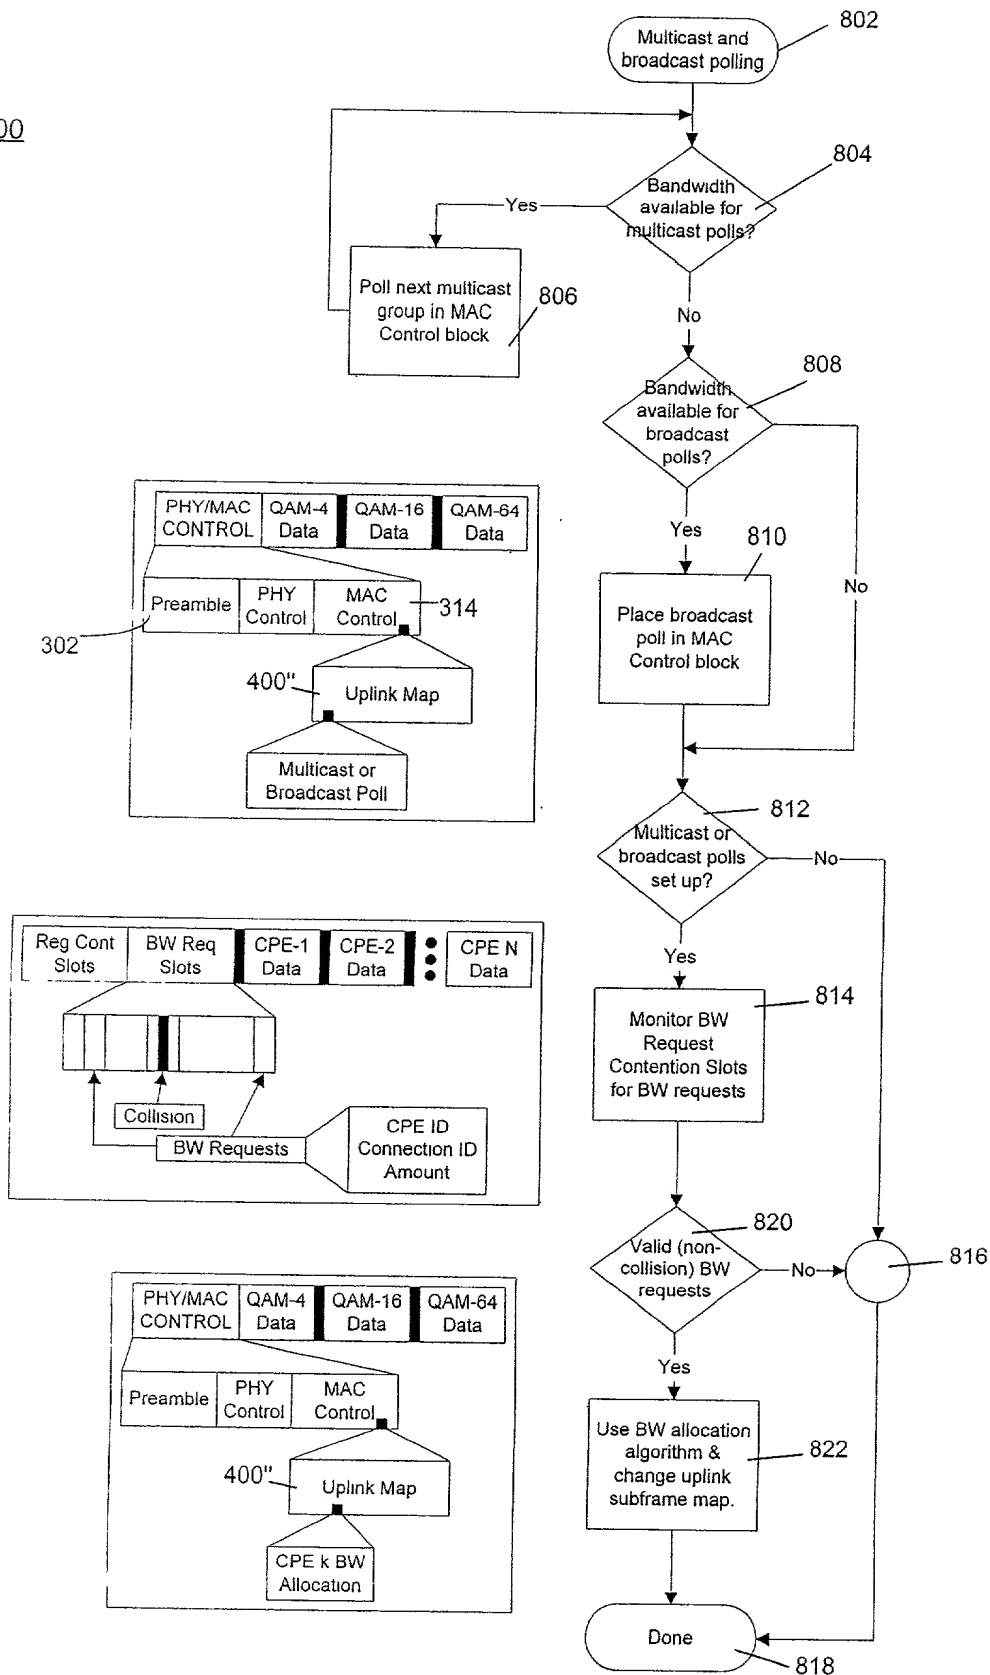 802
Multicast and
broadcast polling
00
804
Bandwidth
available for
multicast polls?
Yes
Poll next multicast
group in MAC
Control block
806
No
808
Bandwidth
available for
broadcast
polls?
Yes
No
810
Place broadcast
poll in MAC
Control block
PHY/MAC
CONTROL
QAM-4
Data
QAM-16
Data
QAM-64
Data
Preamble
PHY
Control
MAC
Control
314
302
400"
Uplink Map
Multicast or
Broadcast Poll
812
Multicast or
broadcast polls
set up?
No
Yes
Reg Cont
Slots
BW Req
Slots
CPE-1
Data
CPE-2
Data
CPE N
Data
Collision
BW Requests
CPE ID
Connection ID
Amount
814
Monitor BW
Request
Contention Slots
for BW requests
820
Valid (non-
collision) BW
requests
No
816
Yes
PHY/MAC
CONTROL
QAM-4
Data
QAM-16
Data
QAM-64
Data
Preamble
PHY
Control
MAC
Control
400"
Uplink Map
CPE k BW
Allocation
Use BW allocation
algorithm &
change uplink
subframe map.
822
Done
818